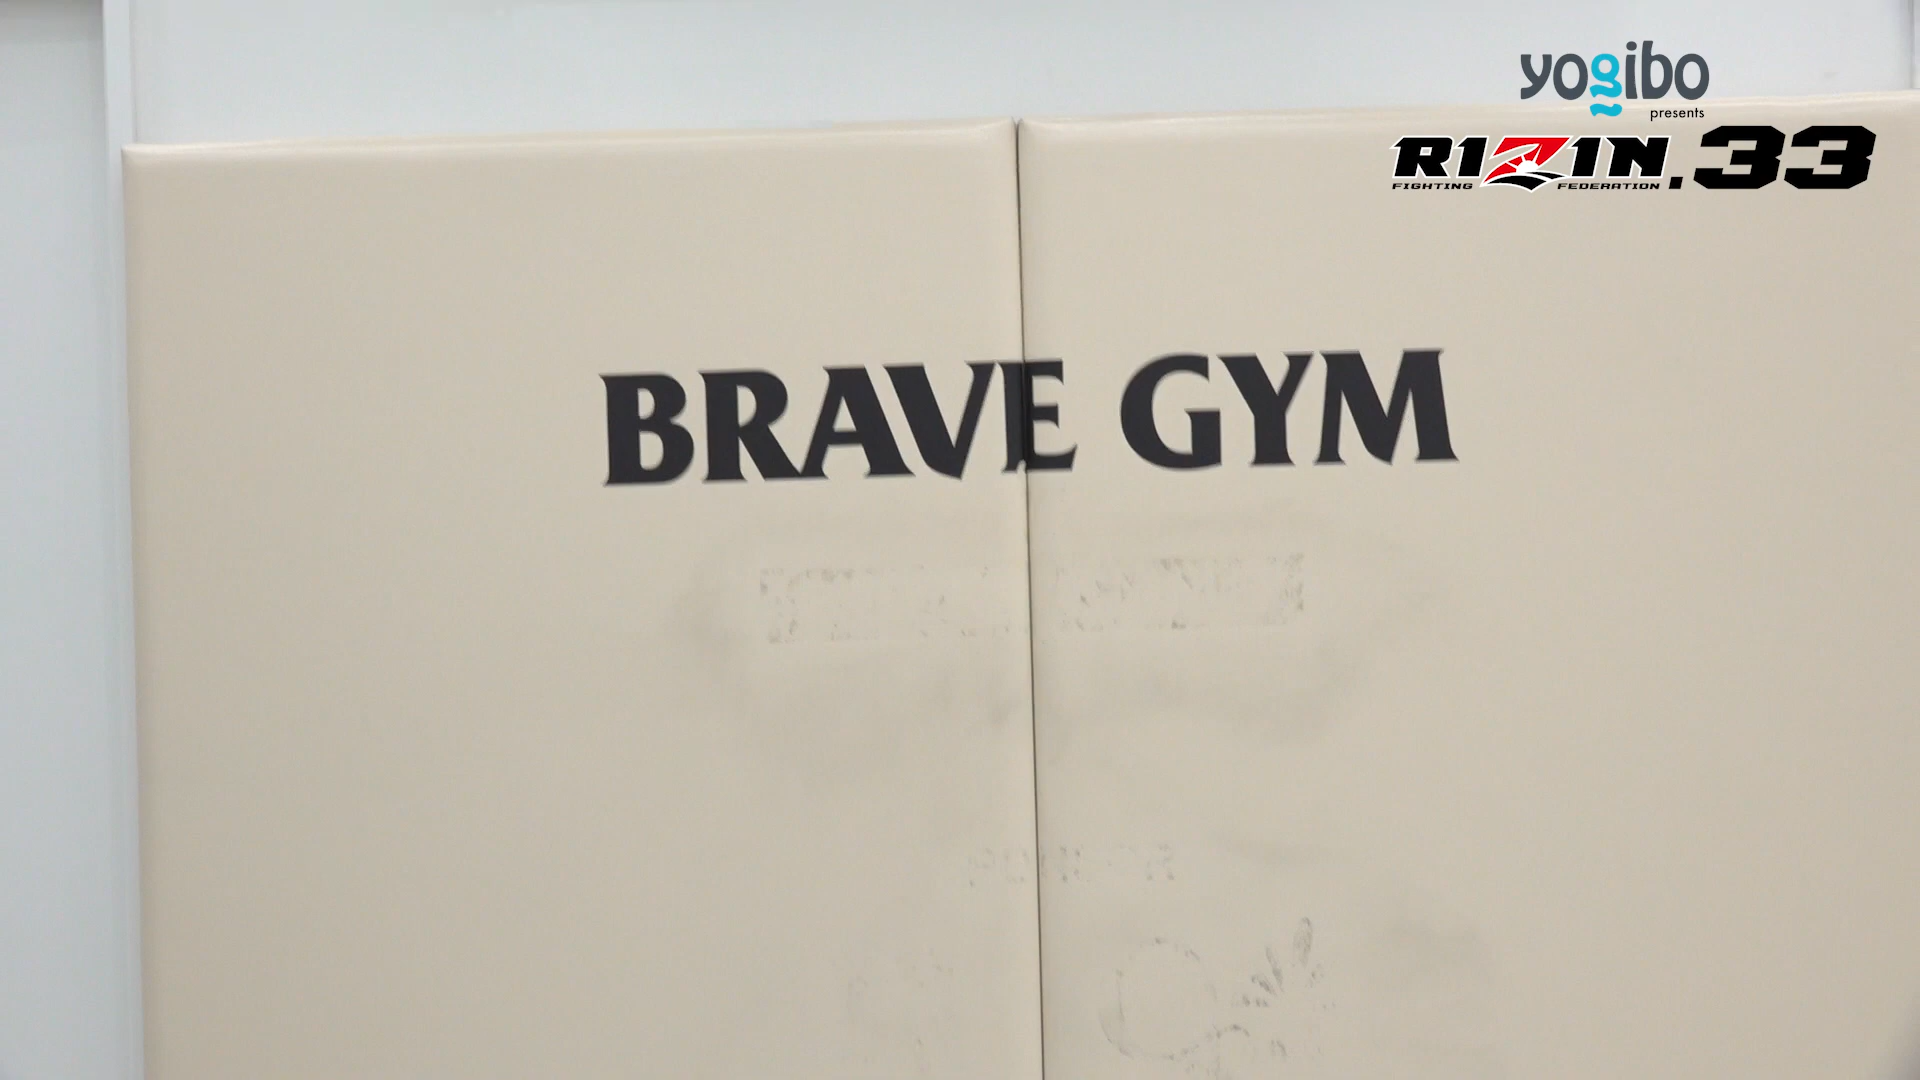 yogibo
presents
RIZIN.33
FIGHTING FEDERATION
BRAVE GYM